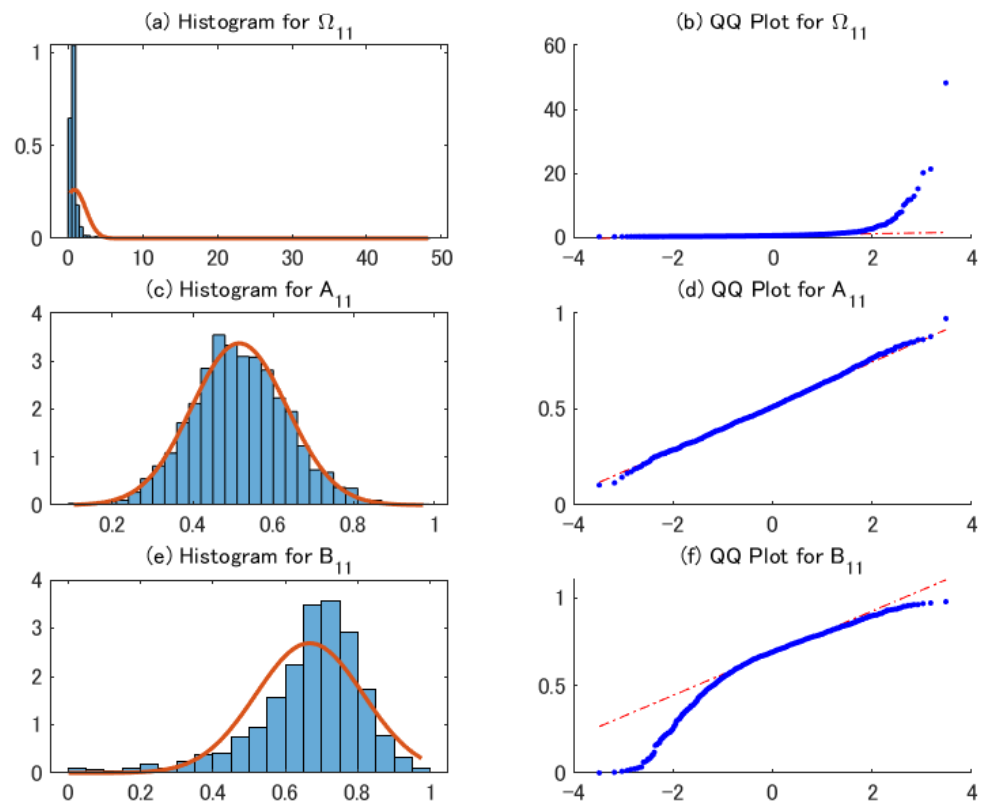 (a) Histogram for Ω₁₁
1
0.5
0
0 10 20 30 40 50
(b) QQ Plot for Ω₁₁
60
40
20
0
-4 -2 0 2 4
(c) Histogram for A₁₁
4
3
2
1
0
0.2 0.4 0.6 0.8 1
(d) QQ Plot for A₁₁
1
0.5
0
-4 -2 0 2 4
(e) Histogram for B₁₁
4
3
2
1
0
0 0.2 0.4 0.6 0.8 1
(f) QQ Plot for B₁₁
1
0.5
0
-4 -2 0 2 4